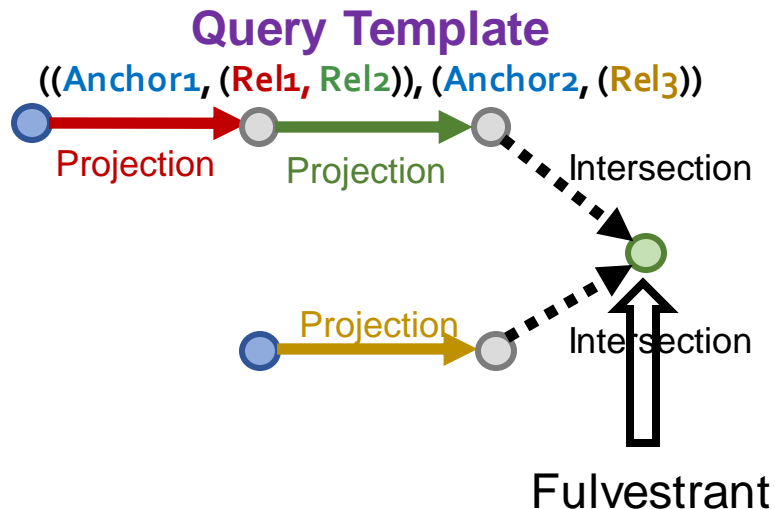 Query Template
((Anchor1, (Rel1, Rel2)), (Anchor2, (Rel3))
Projection
Projection
Intersection
Projection
Intersection
Fulvestrant